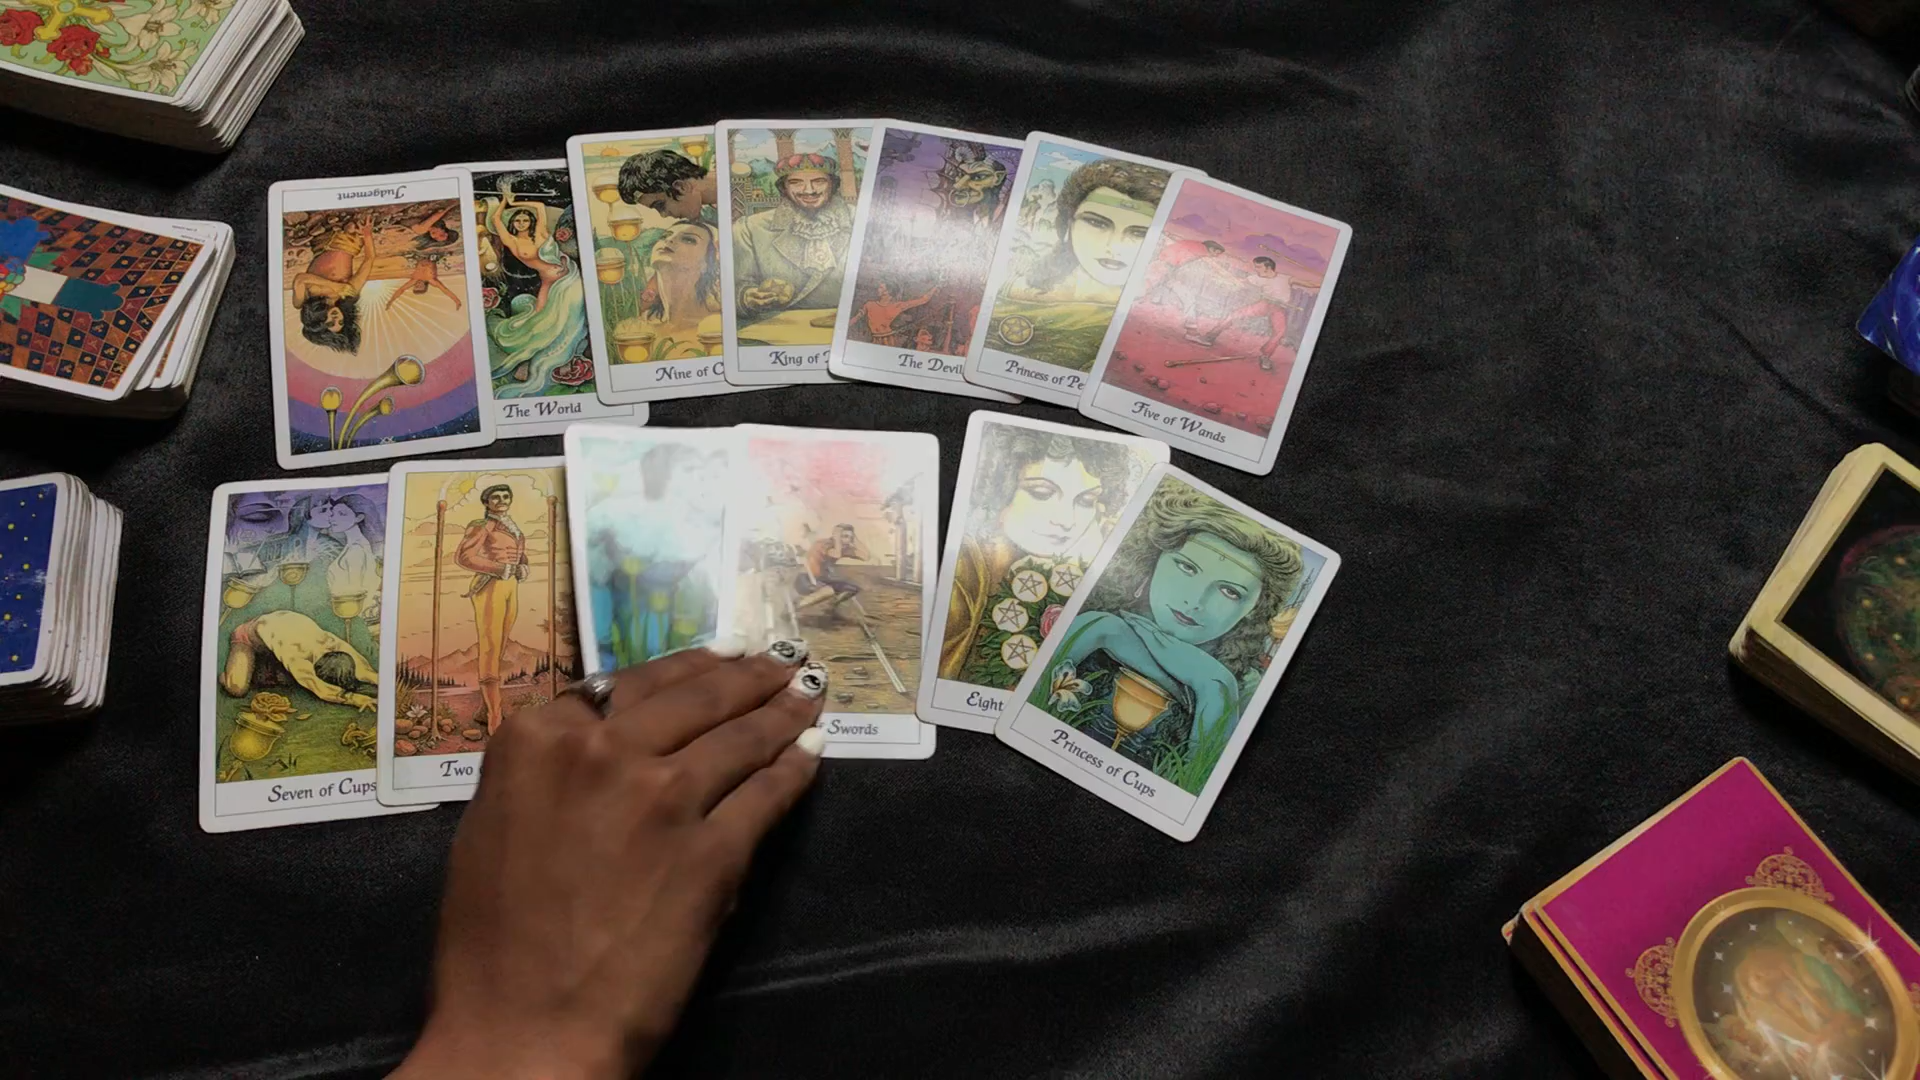 Judgement
The World
Nine of C
King of
The Devil
Princess of Pe
Five of Wands
Seven of Cups
Two
Swords
Eight
Princess of Cups